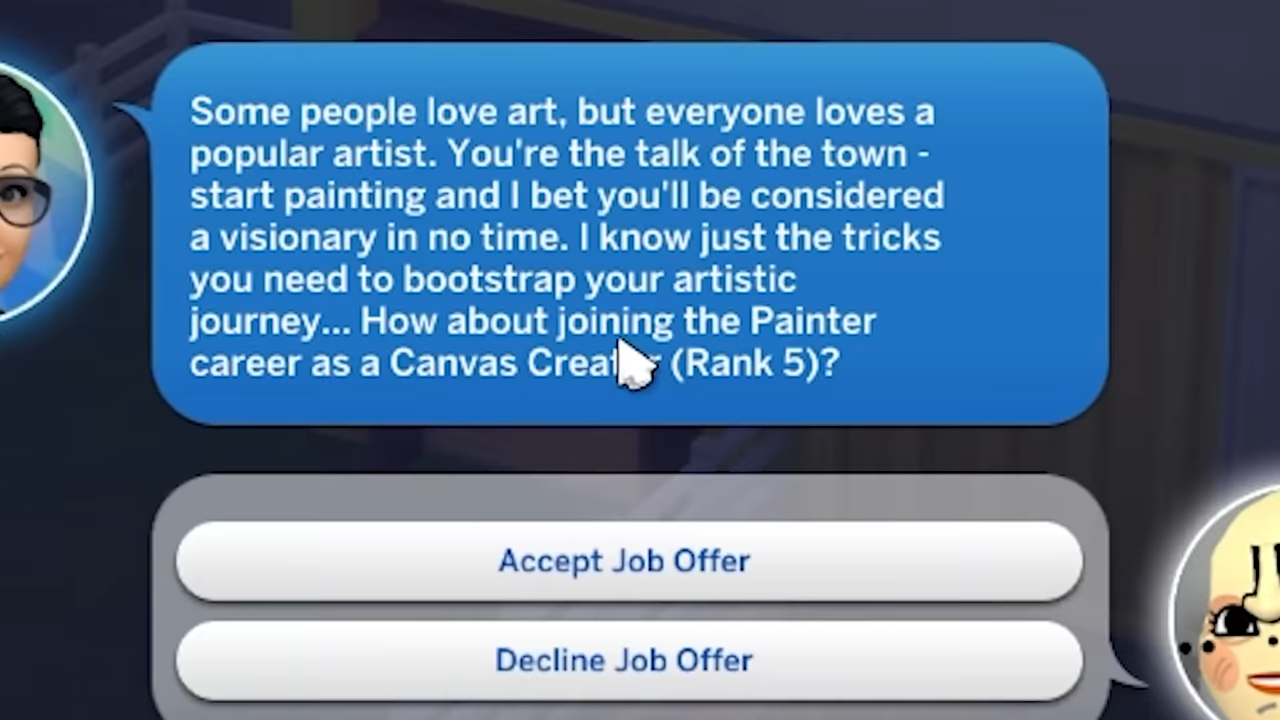 Some people love art, but everyone loves a
popular artist. You're the talk of the town -
start painting and I bet you'll be considered
a visionary in no time. I know just the tricks
you need to bootstrap your artistic
journey... How about joining the Painter
career as a Canvas Creator (Rank 5)?
Accept Job Offer
Decline Job Offer